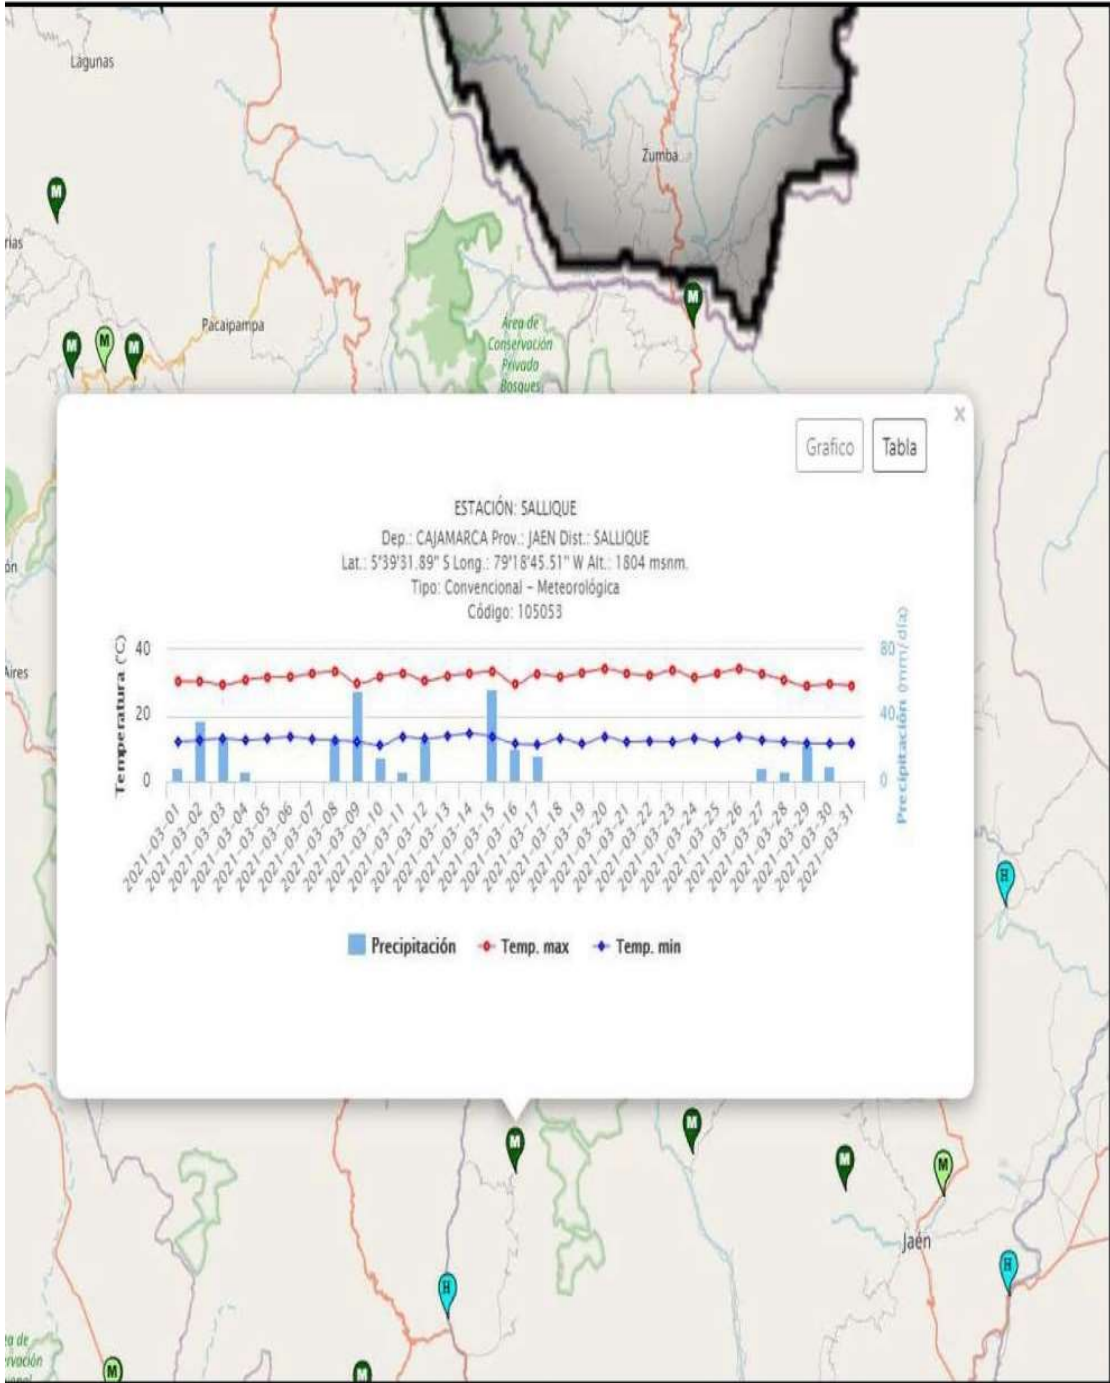 Lagunas
Zumba
M
rias
Pacaipampa
M
M
M
M
Área de
Conservación
Privada
Bosques
x
Grafico
Tabla
ESTACIÓN: SALLIQUE
Dep.: CAJAMARCA Prov.: JAEN Dist.: SALLIQUE
Lat.: 5°39'31.89'' S Long.: 79°18'45.51'' W Alt.: 1804 msnm.
Tipo: Convencional - Meteorológica
Código: 105053
ón
Aires
Temperatura (°C)
40
20
0
80
40
0
Precipitación (mm/día)
2021-03-01
2021-03-02
2021-03-03
2021-03-04
2021-03-05
2021-03-06
2021-03-07
2021-03-08
2021-03-09
2021-03-10
2021-03-11
2021-03-12
2021-03-13
2021-03-14
2021-03-15
2021-03-16
2021-03-17
2021-03-18
2021-03-19
2021-03-20
2021-03-21
2021-03-22
2021-03-23
2021-03-24
2021-03-25
2021-03-26
2021-03-27
2021-03-28
2021-03-29
2021-03-30
2021-03-31
Precipitación
Temp. max
Temp. min
H
M
M
M
M
Jaén
H
H
M
M
ea de
ervación
onal